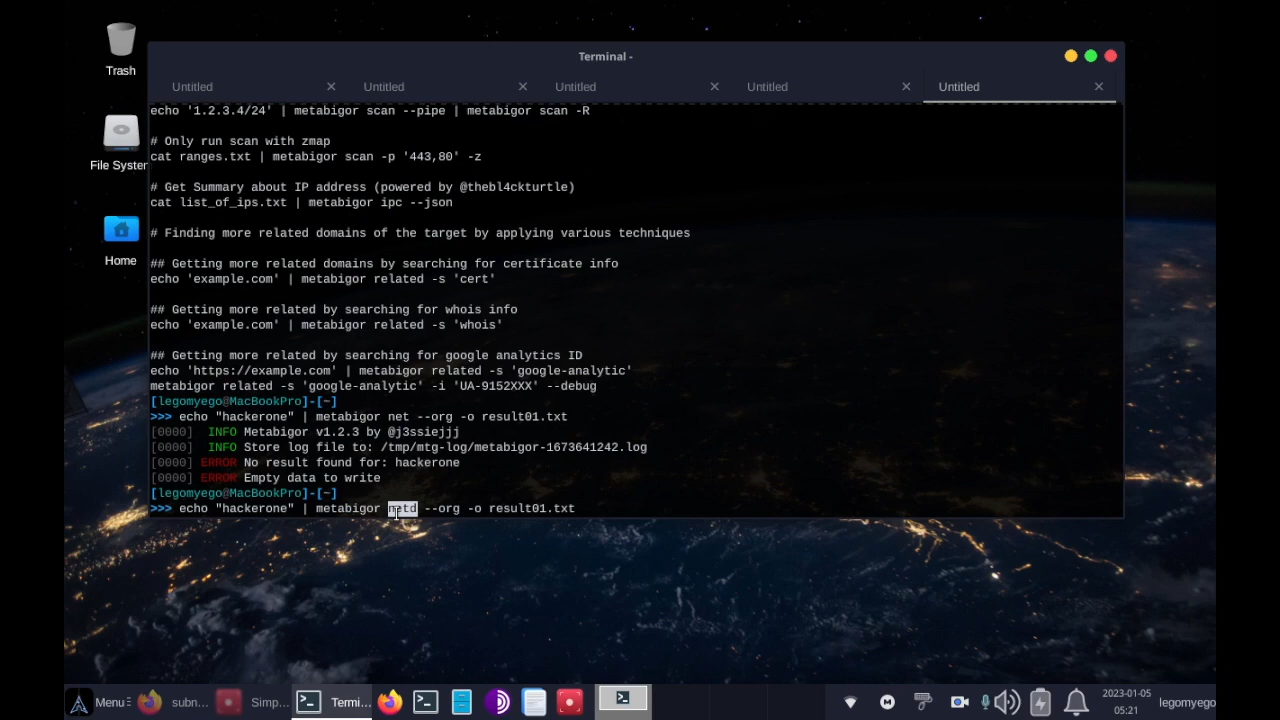 Trash
File System
Home
Terminal -
Untitled
Untitled
Untitled
Untitled
Untitled
echo '1.2.3.4/24' | metabigor scan --pipe | metabigor scan -R
# Only run scan with zmap
cat ranges.txt | metabigor scan -p '443,80' -z
# Get Summary about IP address (powered by @thebl4ckturtle)
cat list_of_ips.txt | metabigor ipc --json
# Finding more related domains of the target by applying various techniques
## Getting more related domains by searching for certificate info
echo 'example.com' | metabigor related -s 'cert'
## Getting more related by searching for whois info
echo 'example.com' | metabigor related -s 'whois'
## Getting more related by searching for google analytics ID
echo 'https://example.com' | metabigor related -s 'google-analytic'
metabigor related -s 'google-analytic' -i 'UA-9152XXX' --debug
[legomyego@MacBookPro]-[~]
>>> echo "hackerone" | metabigor net --org -o result01.txt
[0000]  INFO Metabigor v1.2.3 by @j3ssiejjj
[0000]  INFO Store log file to: /tmp/mtg-log/metabigor-1673641242.log
[0000] ERROR No result found for: hackerone
[0000] ERROR Empty data to write
[legomyego@MacBookPro]-[~]
>>> echo "hackerone" | metabigor netd --org -o result01.txt
Menu
subn...
Simp...
Termi...
2023-01-05
05:21
legomyego